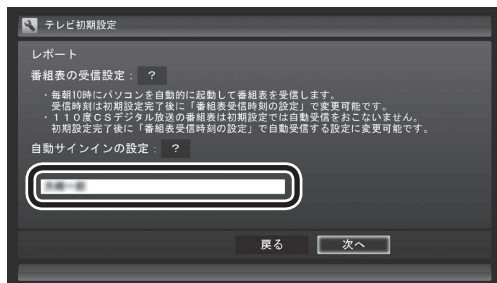 テレビ初期設定
レポート
番組表の受信設定： ？
・毎朝10時にパソコンを自動的に起動して番組表を受信します。
受信時刻は初期設定完了後に「番組表受信時刻の設定」で変更可能です。
・１１０度ＣＳデジタル放送の番組表は初期設定では自動受信をおこないません。
初期設定完了後に「番組表受信時刻の設定」で自動受信する設定に変更可能です。
自動サインインの設定： ？
戻る 次へ